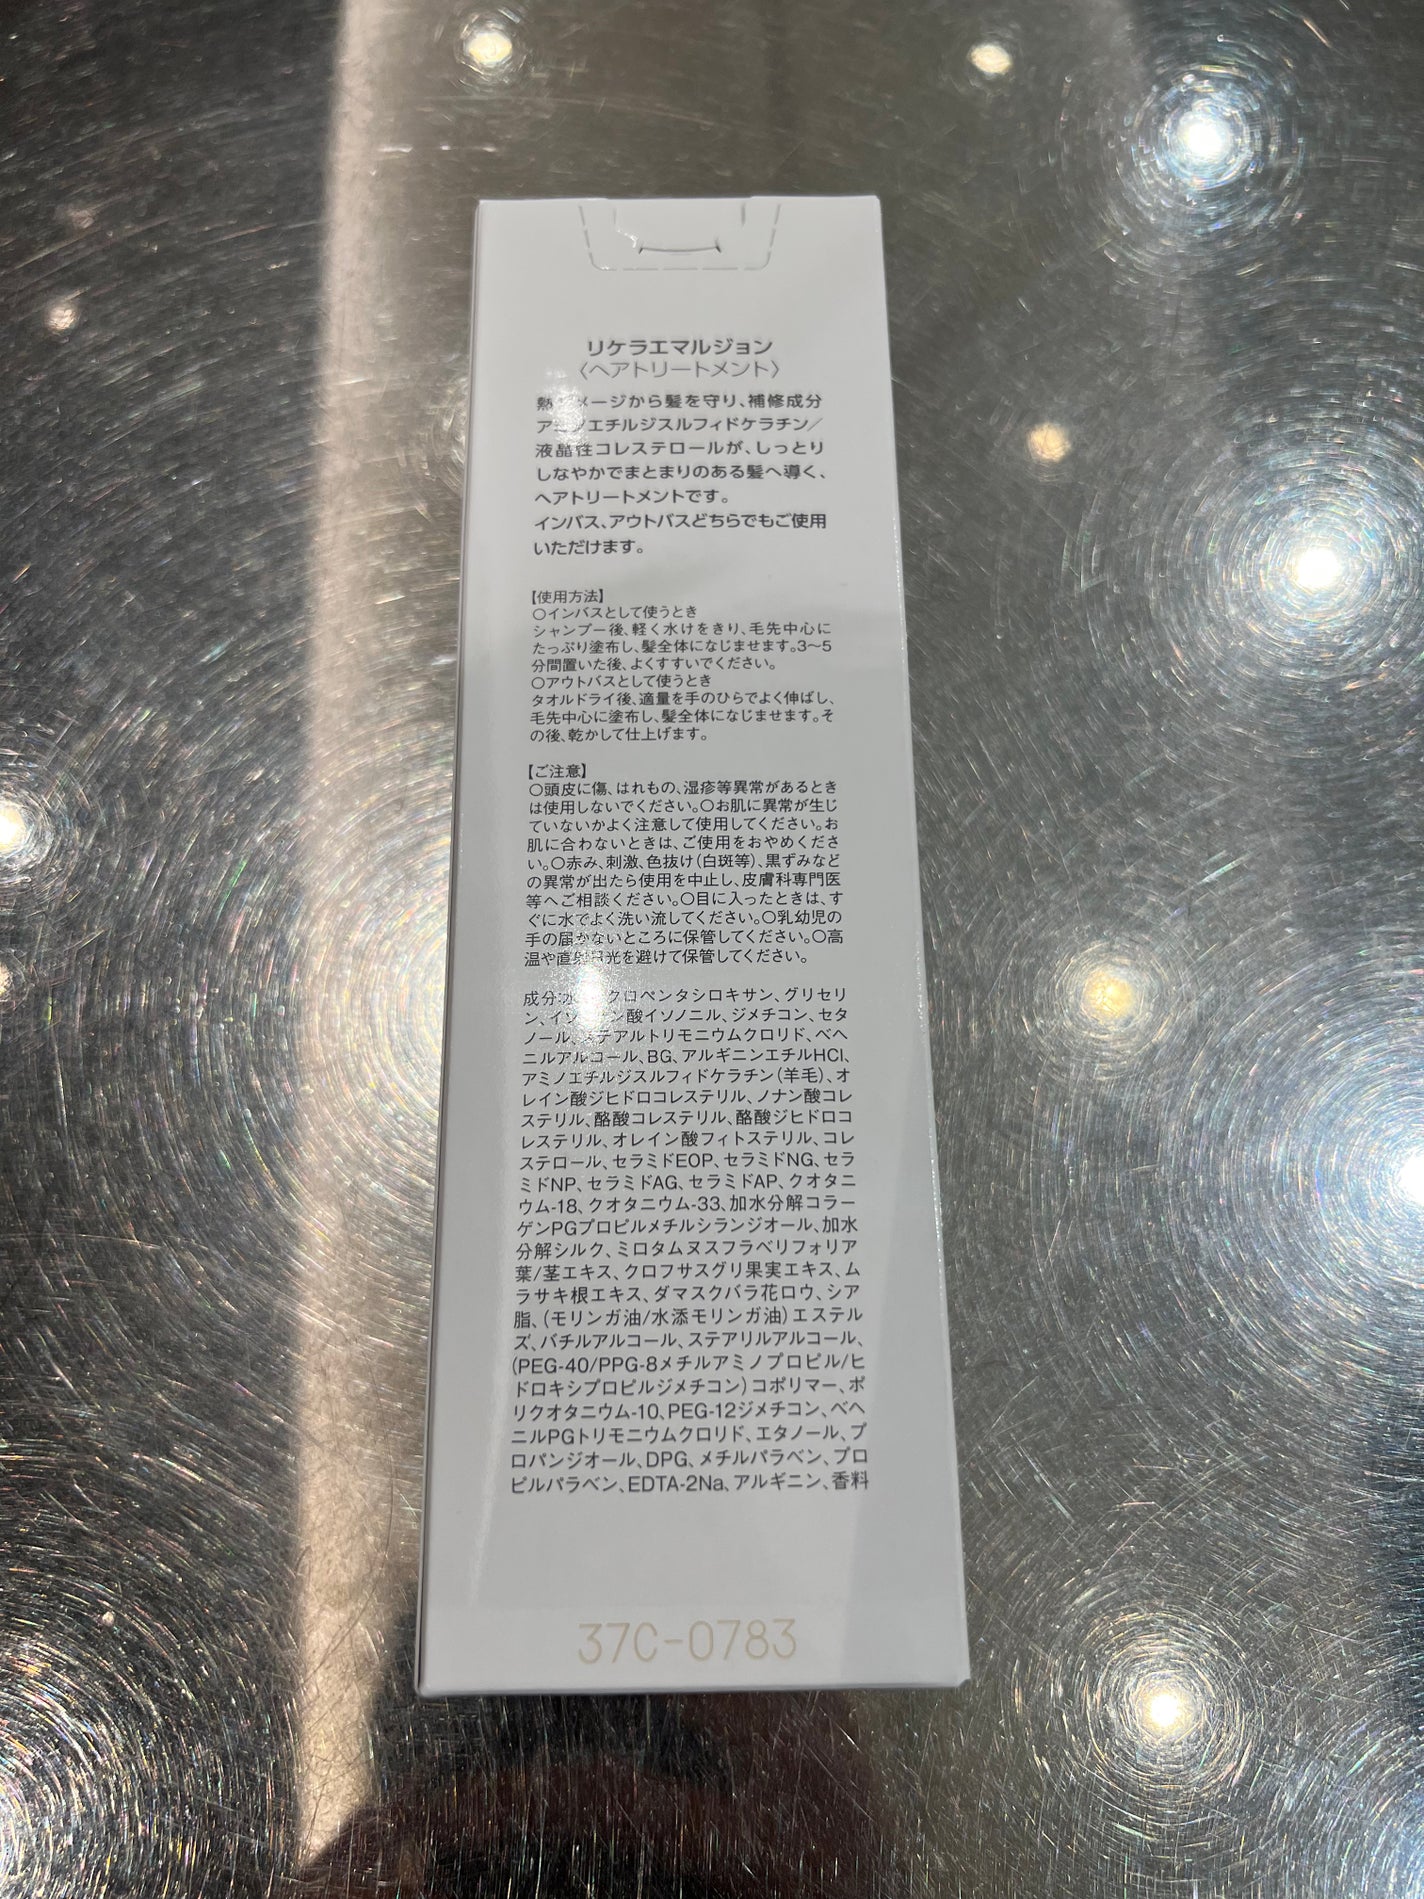 リケラエマルジョン
〈ヘアトリートメント〉
熱メージから髪を守り、補修成分
アミノエチルジスルフィドケラチン/
液晶性コレステロールが、しっとり
しなやかでまとまりのある髪へ導く、
ヘアトリートメントです。
インバス、アウトバスどちらでもご使用
いただけます。
【使用方法】
○インバスとして使うとき
シャンプー後、軽く水けをきり、毛先中心に
たっぷり塗布し、髪全体になじませます。3～5
分間置いた後、よくすすいでください。
○アウトバスとして使うとき
タオルドライ後、適量を手のひらでよく伸ばし、
毛先中心に塗布し、髪全体になじませます。そ
の後、乾かして仕上げます。
【ご注意】
○頭皮に傷、はれもの、湿疹等異常があるとき
は使用しないでください。○お肌に異常が生じ
ていないかよく注意して使用してください。お
肌に合わないときは、ご使用をおやめくださ
い。○赤み、刺激、色抜け(白斑等)、黒ずみなど
の異常が出たら使用を中止し、皮膚科専門医
等へご相談ください。○目に入ったときは、す
ぐに水でよく洗い流してください。○乳幼児の
手の届かないところに保管してください。○高
温や直射日光を避けて保管してください。
成分:水、クロペンタシロキサン、グリセリ
ン、イソノナン酸イソノニル、ジメチコン、セタ
ノール、ステアルトリモニウムクロリド、ベヘ
ニルアルコール、BG、アルギニンエチルHCl、
アミノエチルジスルフィドケラチン(羊毛)、オ
レイン酸ジヒドロコレステリル、ノナン酸コレ
ステリル、酪酸コレステリル、酪酸ジヒドロコ
レステリル、オレイン酸フィトステリル、コレ
ステロール、セラミドEOP、セラミドNG、セラ
ミドNP、セラミドAG、セラミドAP、クオタニ
ウム-18、クオタニウム-33、加水分解コラー
ゲンPGプロピルメチルシランジオール、加水
分解シルク、ミロタムヌスフラベリフォリア
葉/茎エキス、クロフサスグリ果実エキス、ム
ラサキ根エキス、ダマスクバラ花ロウ、シア
脂、(モリンガ油/水添モリンガ油)エステル
ズ、バチルアルコール、ステアリルアルコール、
(PEG-40/PPG-8メチルアミノプロピル/ヒ
ドロキシプロピルジメチコン)コポリマー、ポ
リクオタニウム-10、PEG-12ジメチコン、ベヘ
ニルPGトリモニウムクロリド、エタノール、プ
ロパンジオール、DPG、メチルパラベン、プロ
ピルパラベン、EDTA-2Na、アルギニン、香料
37C-0783